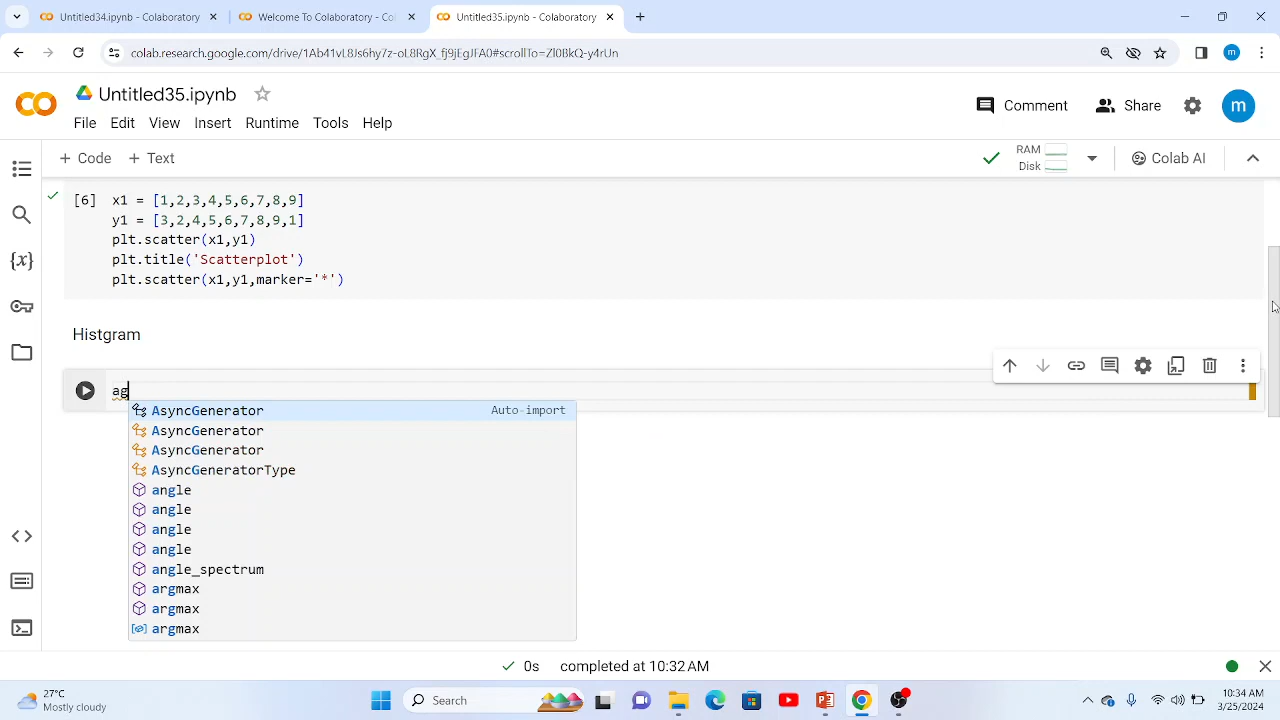 Untitled34.ipynb - Colaboratory
Welcome To Colaboratory - Col
Untitled35.ipynb - Colaboratory
colab.research.google.com/drive/1Ab41vL8Js6hy7z-oL8RgX_fj9jEgJFA0#scrollTo=Zl0BkQ-y4rUn
m
Untitled35.ipynb
File Edit View Insert Runtime Tools Help
Comment Share m
+ Code + Text
RAM
Disk
Colab AI
[6] x1 = [1,2,3,4,5,6,7,8,9]
y1 = [3,2,4,5,6,7,8,9,1]
plt.scatter(x1,y1)
plt.title('Scatterplot')
plt.scatter(x1,y1,marker='*')
{x}
Histgram
ag
AsyncGenerator Auto-import
AsyncGenerator
AsyncGenerator
AsyncGeneratorType
angle
angle
angle
angle
angle_spectrum
argmax
argmax
argmax
0s completed at 10:32 AM
27°C
Mostly cloudy
Search
10:34 AM
3/25/2024